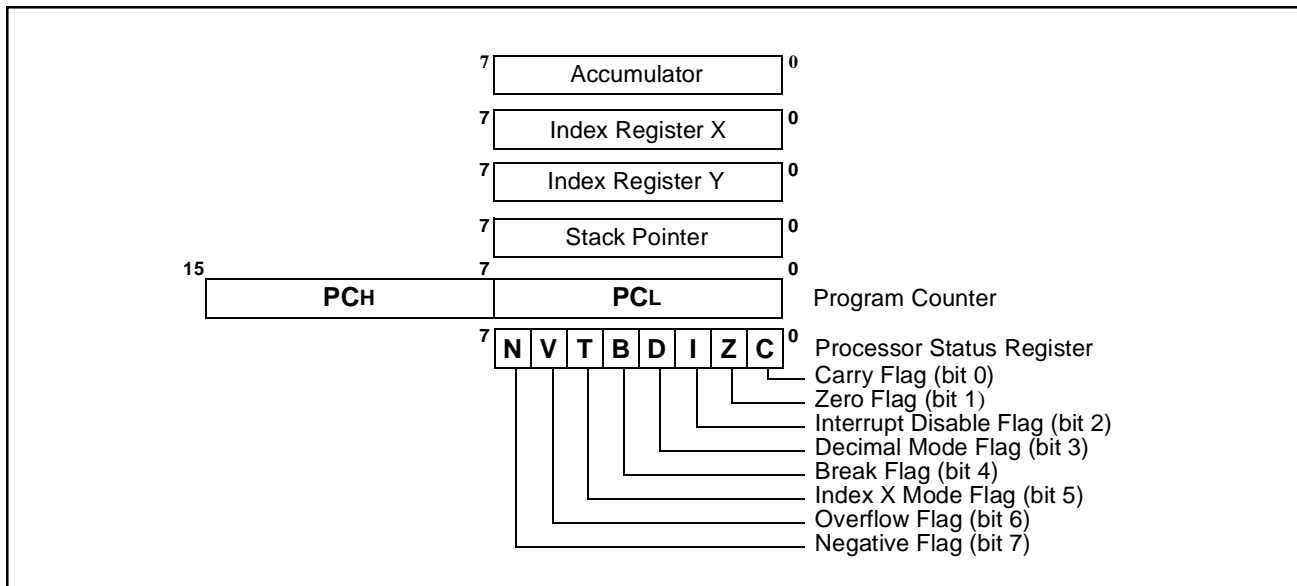 7 Accumulator 0
7 Index Register X 0
7 Index Register Y 0
7 Stack Pointer 0
15 7 0
PCH PCL Program Counter
7 N V T B D I Z C 0 Processor Status Register
Carry Flag (bit 0)
Zero Flag (bit 1)
Interrupt Disable Flag (bit 2)
Decimal Mode Flag (bit 3)
Break Flag (bit 4)
Index X Mode Flag (bit 5)
Overflow Flag (bit 6)
Negative Flag (bit 7)